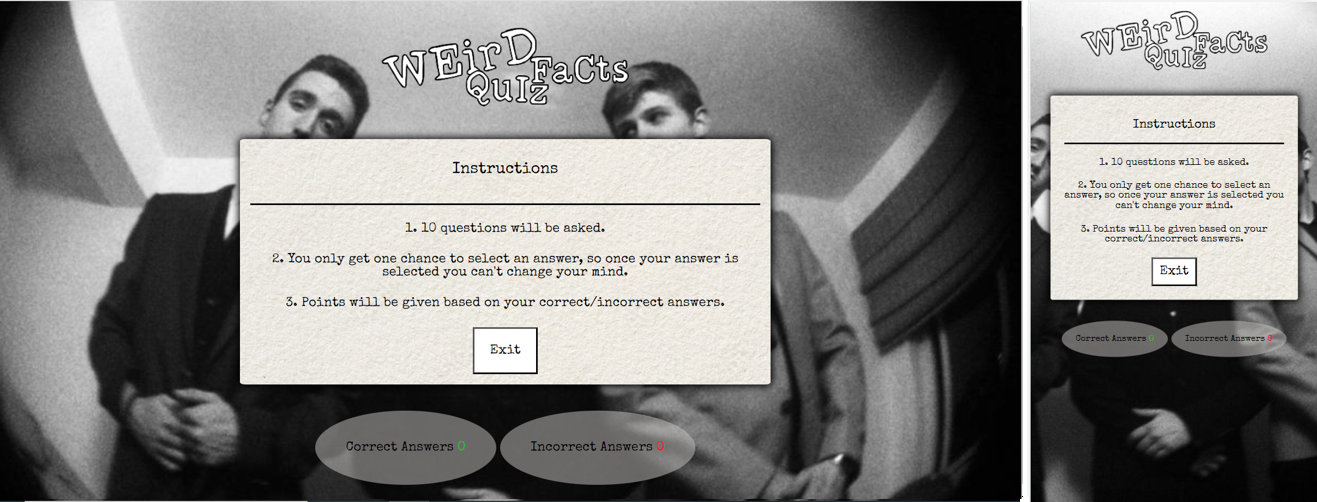 WEirD
QuIz FaCts
Instructions
1. 10 questions will be asked.
2. You only get one chance to select an answer, so once your answer is
selected you can't change your mind.
3. Points will be given based on your correct/incorrect answers.
Exit
Correct Answers 0
Incorrect Answers 0
WEirD
QuIz FaCts
Instructions
1. 10 questions will be asked.
2. You only get one chance to select an
answer, so once your answer is selected you
can't change your mind.
3. Points will be given based on your
correct/incorrect answers.
Exit
Correct Answers 0
Incorrect Answers 0